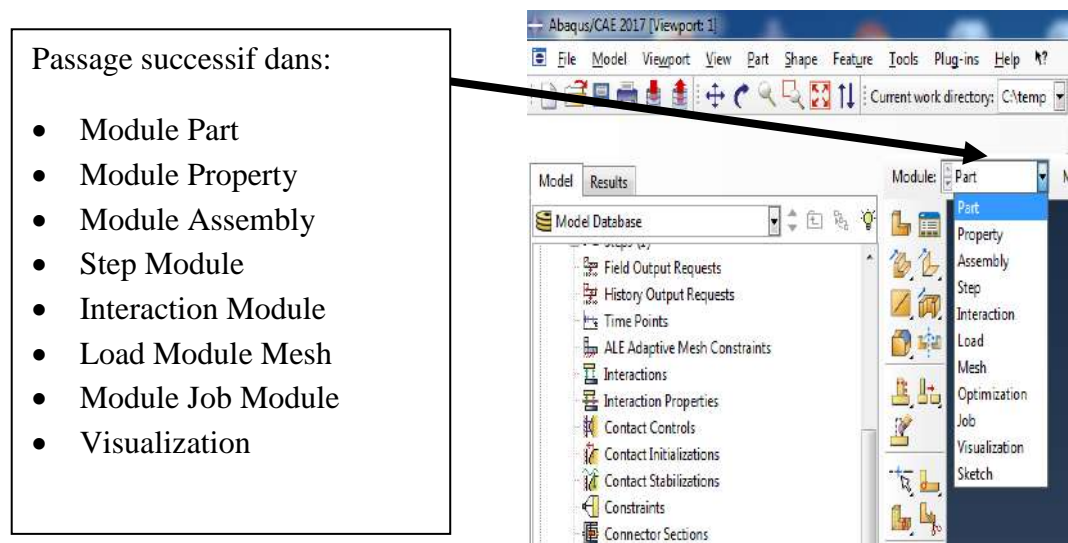 Passage successif dans:
• Module Part
• Module Property
• Module Assembly
• Step Module
• Interaction Module
• Load Module Mesh
• Module Job Module
• Visualization
Abaqus/CAE 2017 [Viewport: 1]
File Model Viewport View Part Shape Feature Tools Plug-ins Help
Current work directory: C:\temp
Model Results
Module: Part
Model Database
Steps (1)
Field Output Requests
History Output Requests
Time Points
ALE Adaptive Mesh Constraints
Interactions
Interaction Properties
Contact Controls
Contact Initializations
Contact Stabilizations
Constraints
Connector Sections
Part
Property
Assembly
Step
Interaction
Load
Mesh
Optimization
Job
Visualization
Sketch